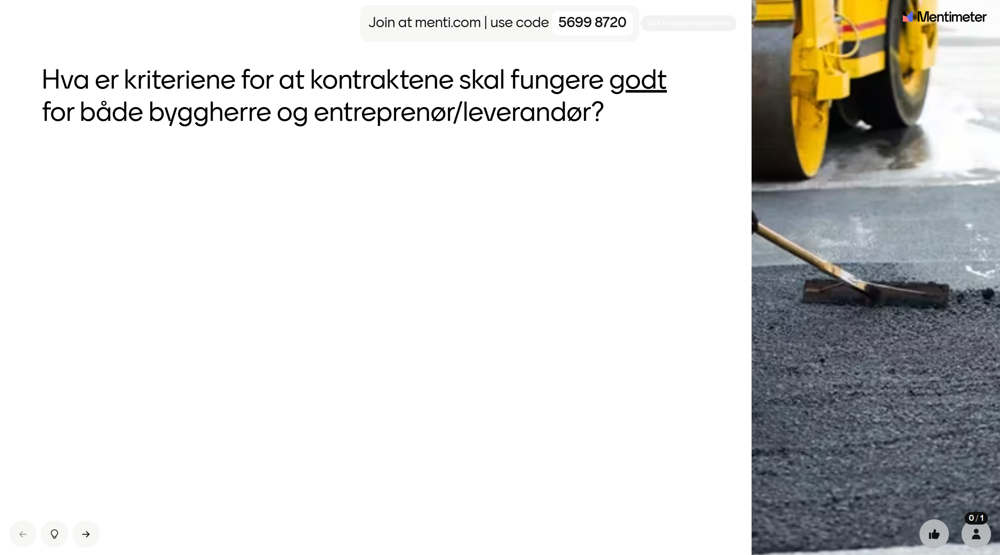 Join at menti.com | use code 5699 8720
Click to copy participation link
Mentimeter
Hva er kriteriene for at kontraktene skal fungere godt
for både byggherre og entreprenør/leverandør?
0/1